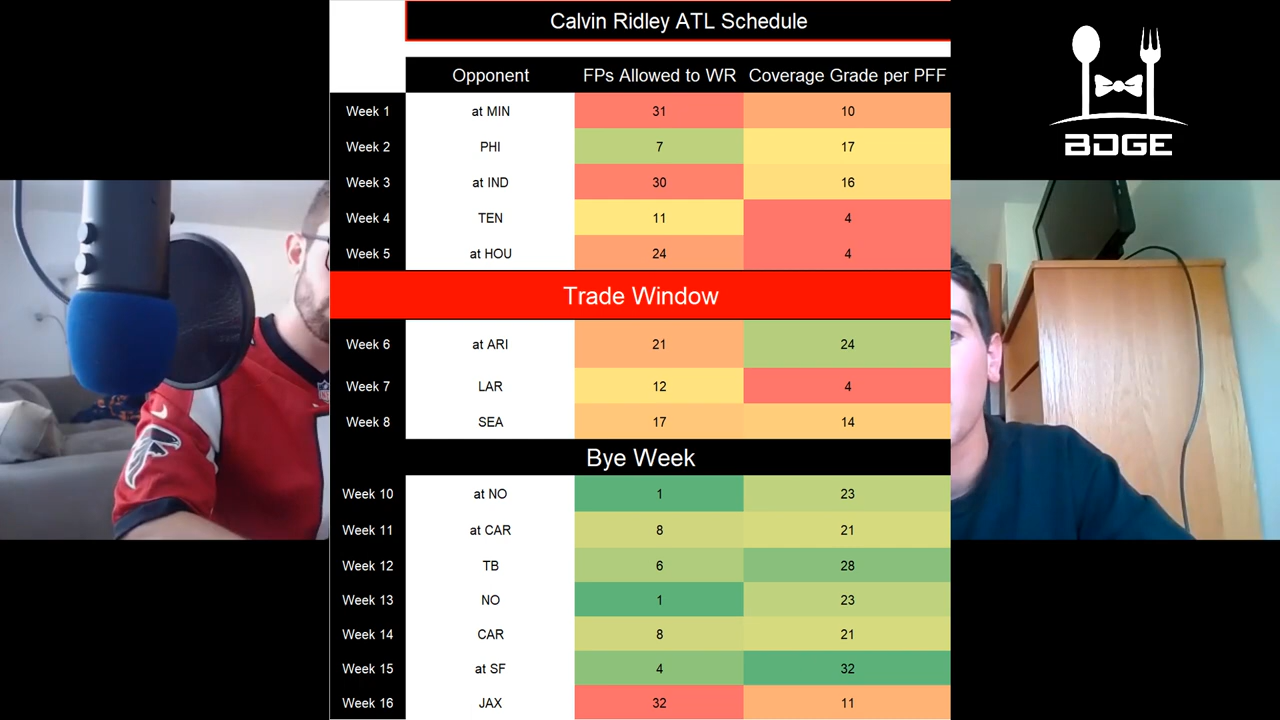 Calvin Ridley ATL Schedule
Opponent FPs Allowed to WR Coverage Grade per PFF
Week 1 at MIN 31 10
Week 2 PHI 7 17
Week 3 at IND 30 16
Week 4 TEN 11 4
Week 5 at HOU 24 4
Trade Window
Week 6 at ARI 21 24
Week 7 LAR 12 4
Week 8 SEA 17 14
Bye Week
Week 10 at NO 1 23
Week 11 at CAR 8 21
Week 12 TB 6 28
Week 13 NO 1 23
Week 14 CAR 8 21
Week 15 at SF 4 32
Week 16 JAX 32 11
BDGE